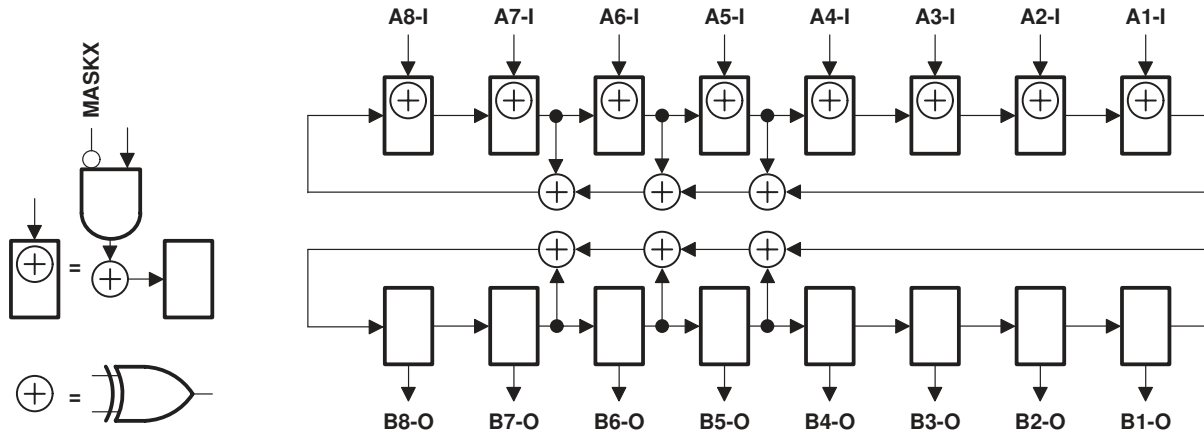 A8-I A7-I A6-I A5-I A4-I A3-I A2-I A1-I
MASKX
=
=
B8-O B7-O B6-O B5-O B4-O B3-O B2-O B1-O